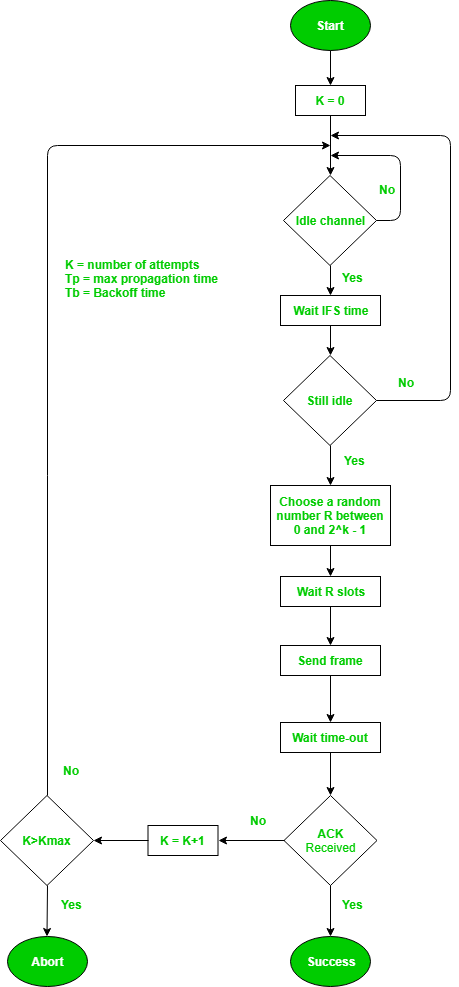 Start
K = 0
Idle channel
No
Yes
K = number of attempts
Tp = max propagation time
Tb = Backoff time
Wait IFS time
Still idle
No
Yes
Choose a random
number R between
0 and 2^k - 1
Wait R slots
Send frame
Wait time-out
ACK
Received
No
Yes
K = K+1
K>Kmax
No
Yes
Abort
Success